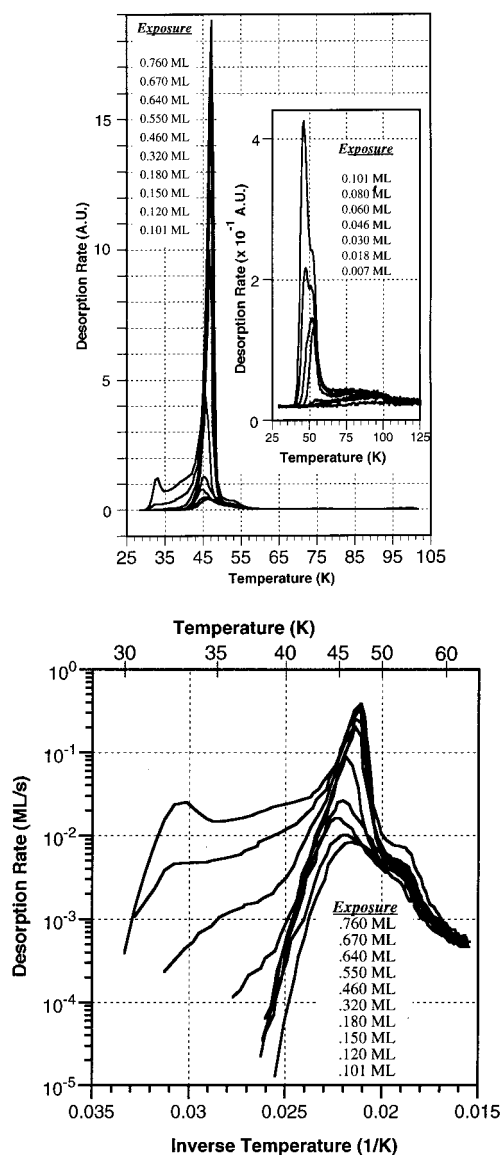 Exposure
0.760 ML
0.670 ML
0.640 ML
0.550 ML
0.460 ML
0.320 ML
0.180 ML
0.150 ML
0.120 ML
0.101 ML
Desorption Rate (A.U.)
15
10
5
0
25 35 45 55 65 75 85 95 105
Temperature (K)
Exposure
0.101 ML
0.080 ML
0.060 ML
0.046 ML
0.030 ML
0.018 ML
0.007 ML
Desorption Rate (x 10⁻¹ A.U.)
4
2
0
25 50 75 100 125
Temperature (K)
Temperature (K)
30 35 40 45 50 60
Desorption Rate (ML/s)
10⁰
10⁻¹
10⁻²
10⁻³
10⁻⁴
10⁻⁵
Exposure
.760 ML
.670 ML
.640 ML
.550 ML
.460 ML
.320 ML
.180 ML
.150 ML
.120 ML
.101 ML
0.035 0.03 0.025 0.02 0.015
Inverse Temperature (1/K)